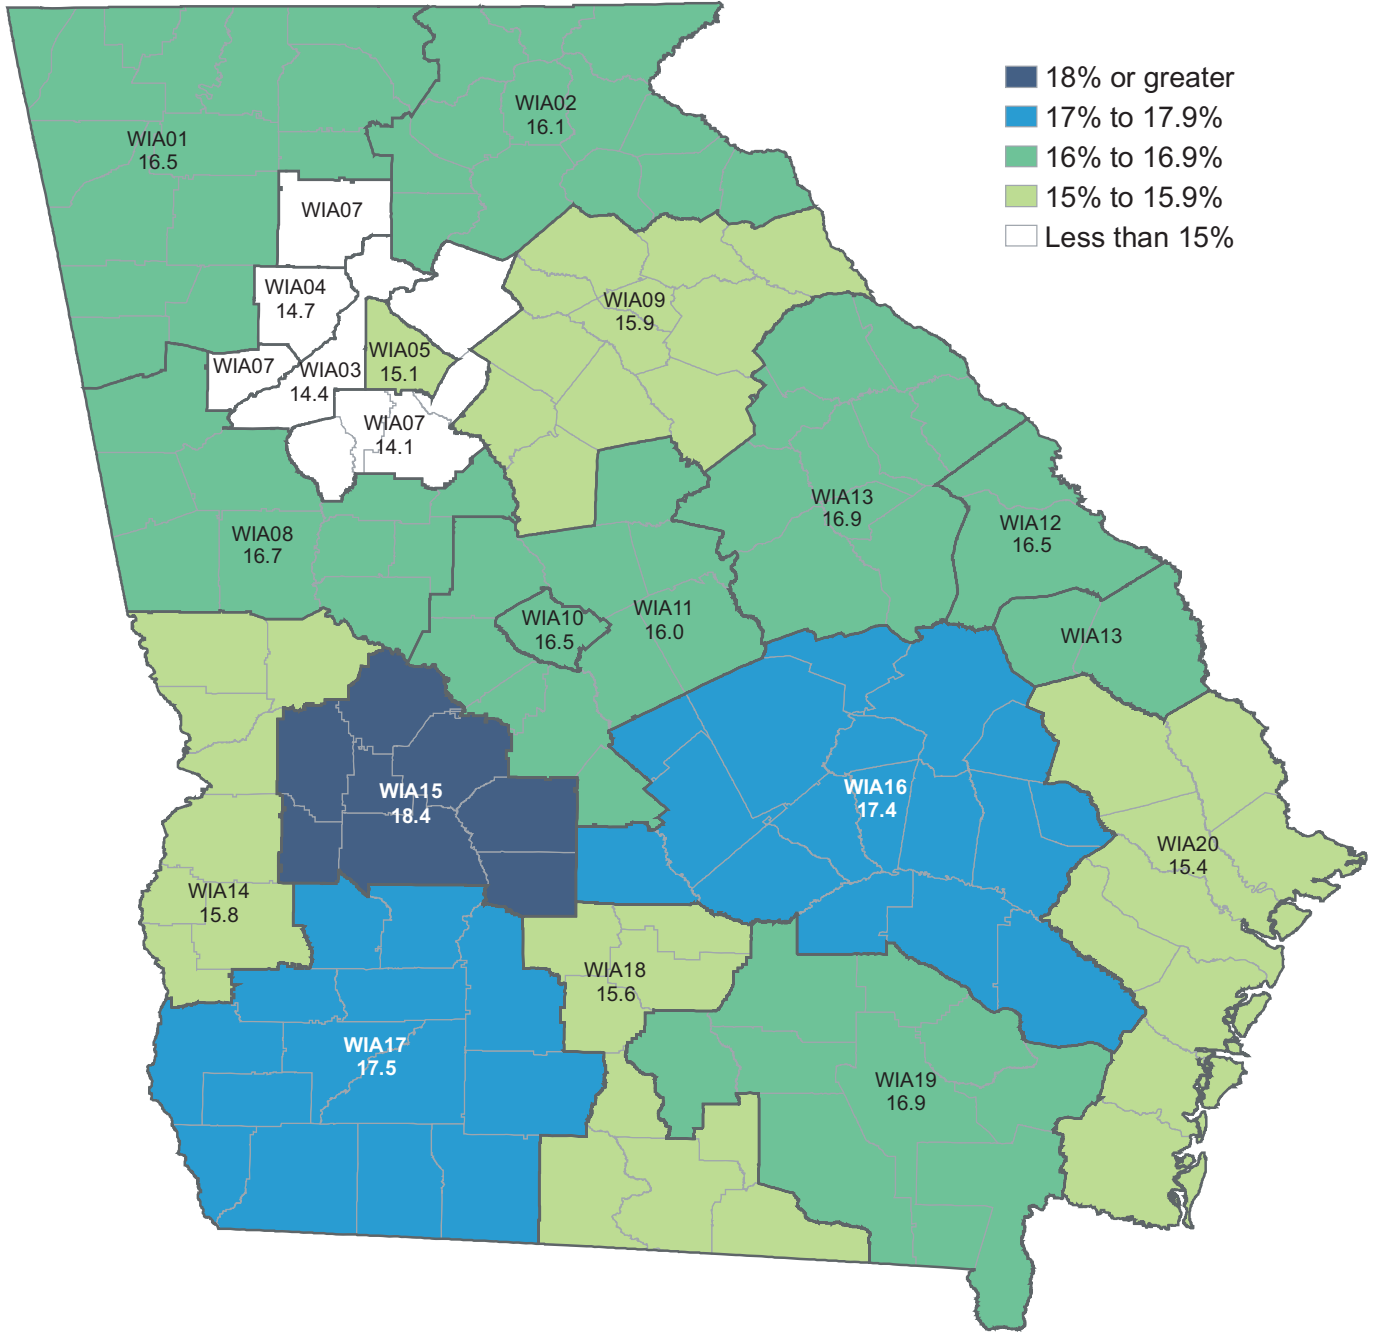 18% or greater
17% to 17.9%
16% to 16.9%
15% to 15.9%
Less than 15%
WIA02
16.1
WIA01
16.5
WIA07
WIA04
14.7
WIA09
15.9
WIA05
15.1
WIA07
WIA03
14.4
WIA07
14.1
WIA13
16.9
WIA12
16.5
WIA08
16.7
WIA10
16.5
WIA11
16.0
WIA13
WIA15
18.4
WIA16
17.4
WIA20
15.4
WIA14
15.8
WIA18
15.6
WIA17
17.5
WIA19
16.9